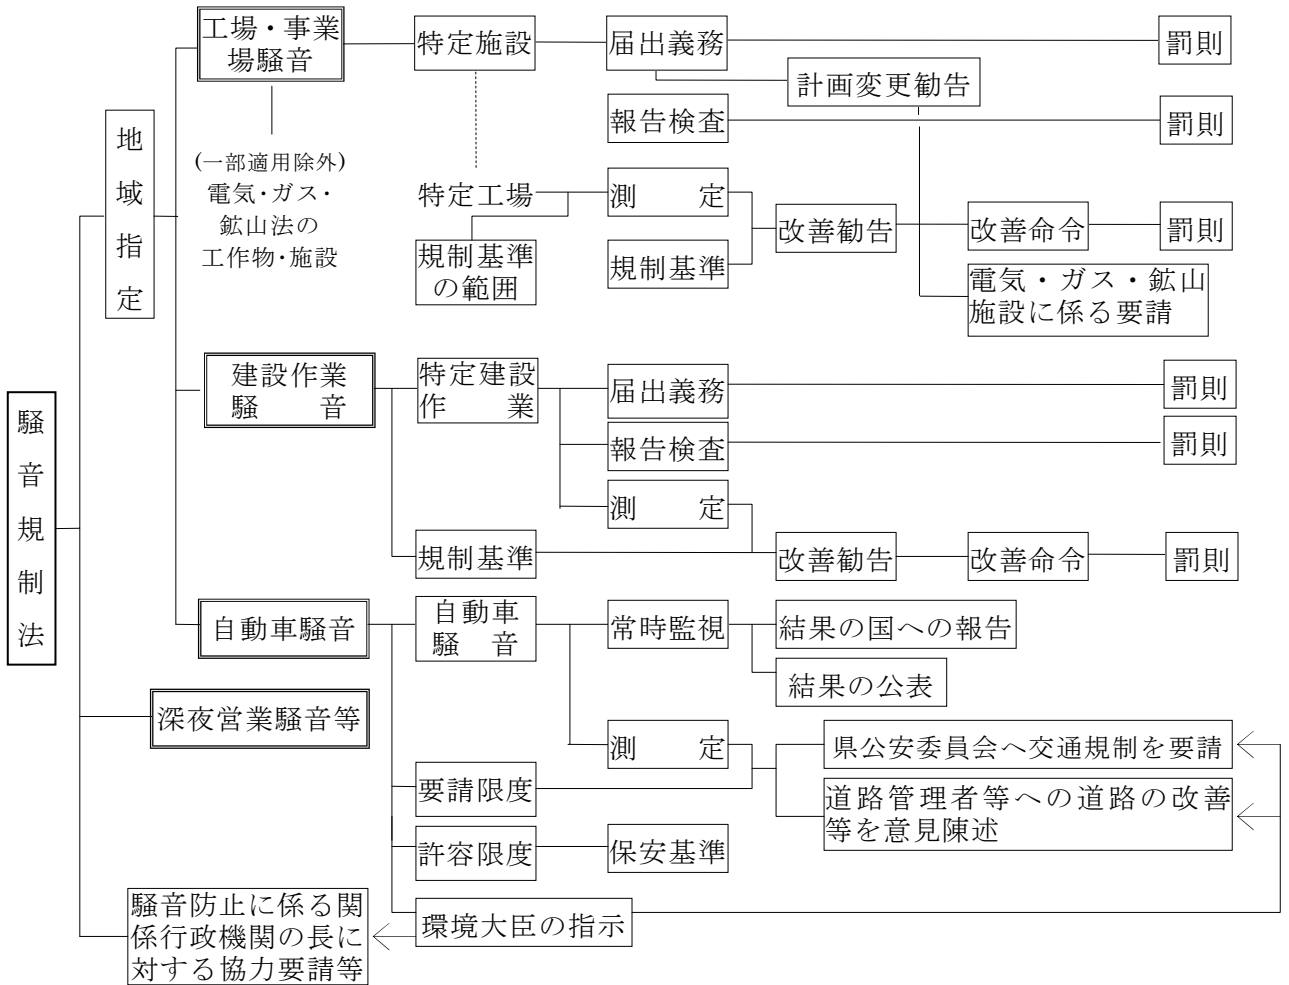 騒音規制法
地域指定
工場・事業
場騒音
(一部適用除外)
電気・ガス・
鉱山法の
工作物・施設
特定施設
届出義務
罰則
計画変更勧告
報告検査
罰則
特定工場
規制基準
の範囲
測　定
規制基準
改善勧告
改善命令
罰則
電気・ガス・鉱山
施設に係る要請
建設作業
騒　音
特定建設
作　業
届出義務
罰則
報告検査
罰則
測　定
規制基準
改善勧告
改善命令
罰則
自動車騒音
自動車
騒　音
常時監視
結果の国への報告
結果の公表
測　定
要請限度
県公安委員会へ交通規制を要請
道路管理者等への道路の改善
等を意見陳述
許容限度
保安基準
環境大臣の指示
深夜営業騒音等
騒音防止に係る関
係行政機関の長に
対する協力要請等